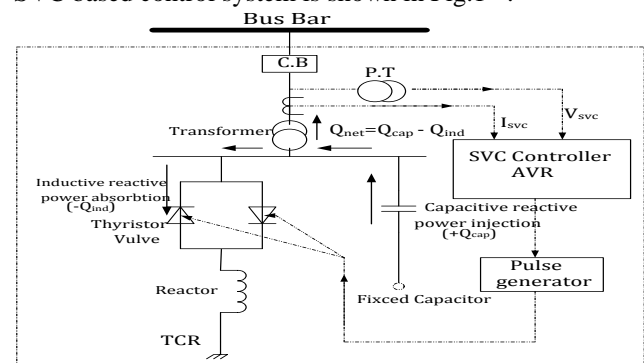 SVC based control system is shown in Fig.1
Bus Bar
C.B
P.T
Transformer
Qnet=Qcap - Qind
Isvc
Vsvc
SVC Controller
AVR
Inductive reactive
power absorbtion
(-Qind)
Thyristor
Vulve
Capacitive reactive
power injection
(+Qcap)
Pulse
generator
Reactor
Fixced Capacitor
TCR